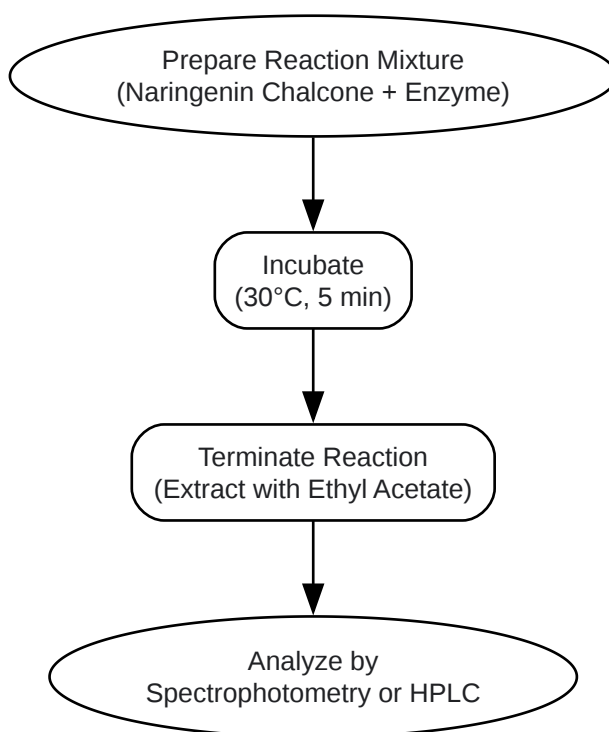 Prepare Reaction Mixture
(Naringenin Chalcone + Enzyme)
Incubate
(30°C, 5 min)
Terminate Reaction
(Extract with Ethyl Acetate)
Analyze by
Spectrophotometry or HPLC